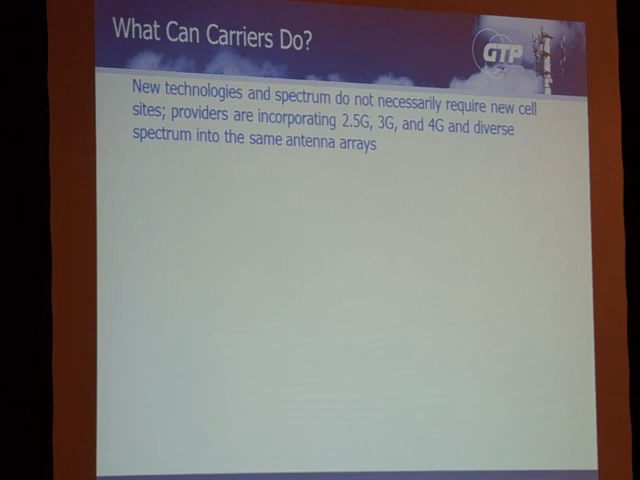 What Can Carriers Do?
GTP
New technologies and spectrum do not necessarily require new cell
sites; providers are incorporating 2.5G, 3G, and 4G and diverse
spectrum into the same antenna arrays